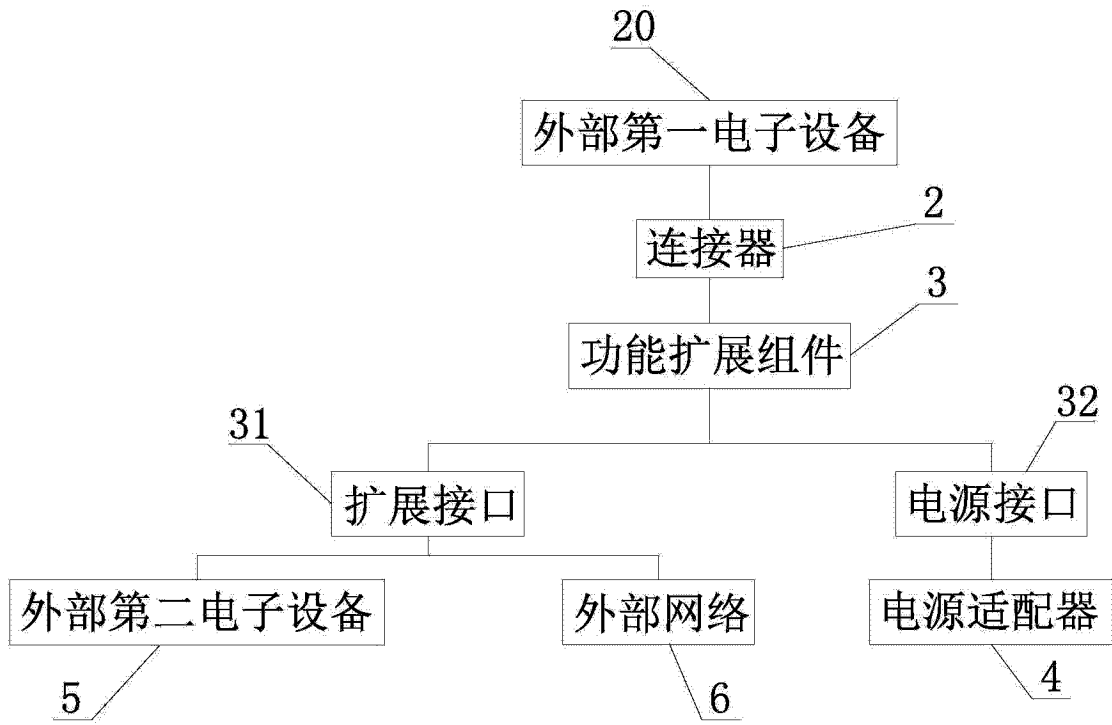 20
外部第一电子设备
2
连接器
3
功能扩展组件
31
32
扩展接口
电源接口
外部第二电子设备
外部网络
电源适配器
5
6
4